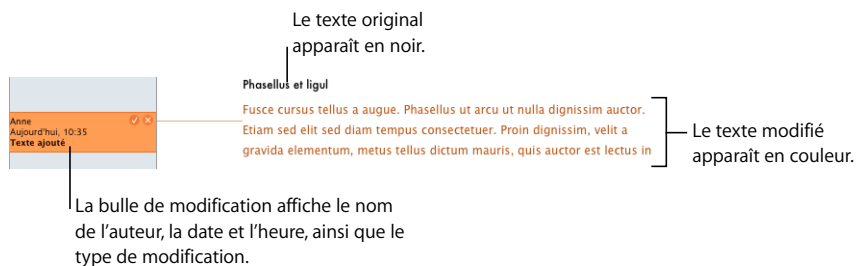 Le texte original
apparaît en noir.
Phasellus et ligul
Anne
Aujourd'hui, 10:35
Texte ajouté
Fusce cursus tellus a augue. Phasellus ut arcu ut nulla dignissim auctor.
Etiam sed elit sed diam tempus consectetuer. Proin dignissim, velit a
gravida elementum, metus tellus dictum mauris, quis auctor est lectus in
Le texte modifié
apparaît en couleur.
La bulle de modification affiche le nom
de l’auteur, la date et l’heure, ainsi que le
type de modification.